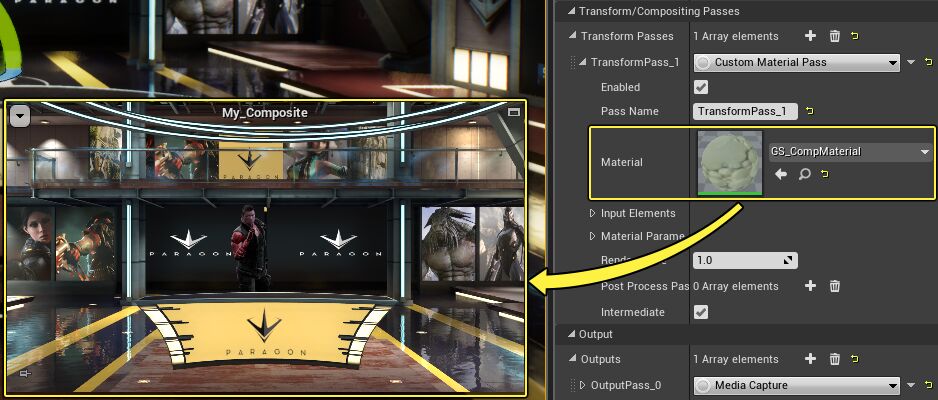 My_Composite
PARAGON
PARAGON
PARAGON
PARAGON
Transform/Compositing Passes
Transform Passes 1 Array elements
TransformPass_1 Custom Material Pass
Enabled
Pass Name TransformPass_1
Material GS_CompMaterial
Input Elements
Material Parame
1.0
Post Process Pas 0 Array elements
Intermediate
Output
Outputs 1 Array elements
OutputPass_0 Media Capture